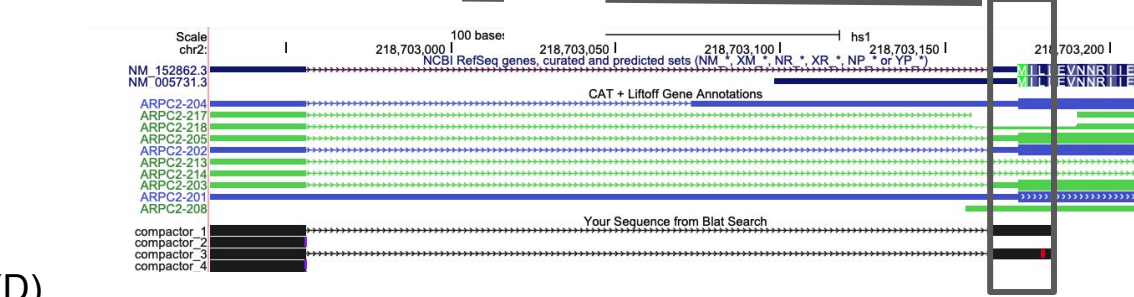 Scale 100 bases hs1
chr2: 218,703,000 218,703,050 218,703,100 218,703,150 218,703,200
NCBI RefSeq genes, curated and predicted sets (NM_*, XM_*, NR_*, XR_*, NP_* or YP_*)
NM_152862.3 M I L L E V N N R I I E
NM_005731.3 M I L L E V N N R I I E
CAT + Liftoff Gene Annotations
ARPC2-204
ARPC2-217
ARPC2-218
ARPC2-205
ARPC2-202
ARPC2-213
ARPC2-214
ARPC2-203
ARPC2-201
ARPC2-208
Your Sequence from Blat Search
compactor_1
compactor_2
compactor_3
compactor_4
(D)